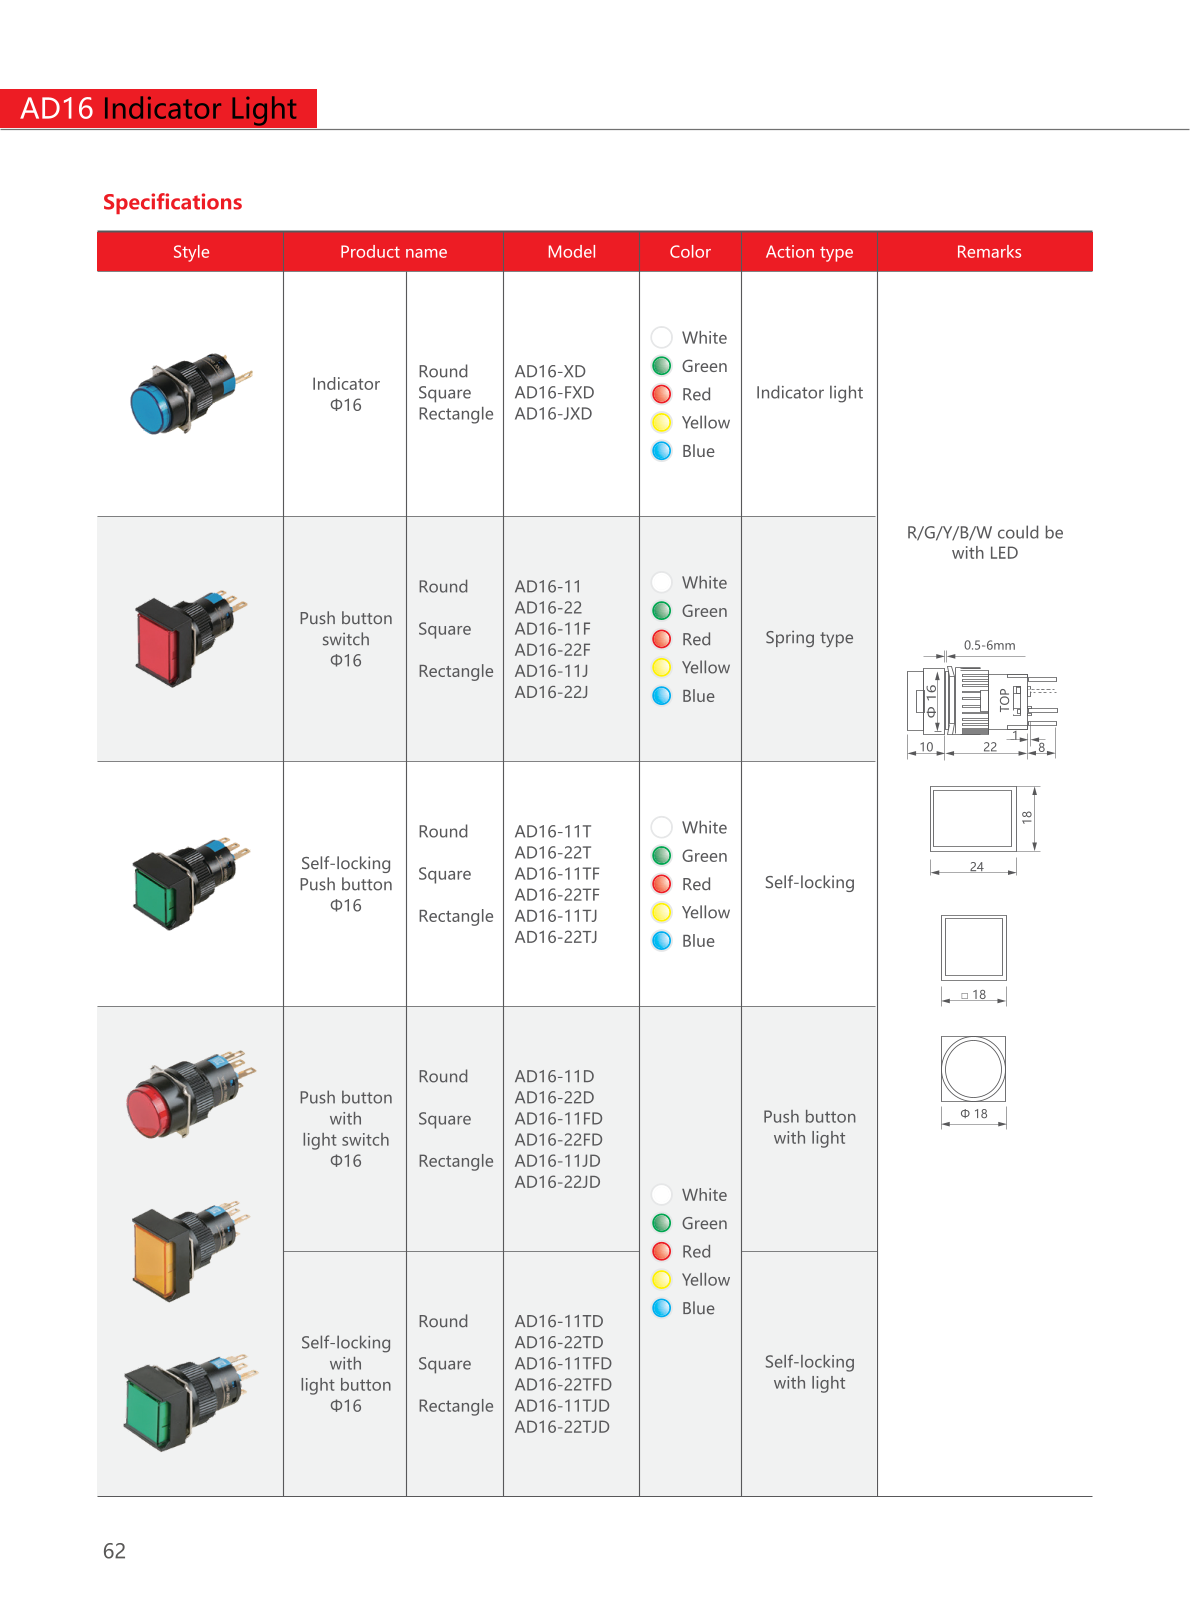 AD16 Indicator Light
Specifications
Style Product name Model Color Action type Remarks
Indicator
Φ16
Round
Square
Rectangle
AD16-XD
AD16-FXD
AD16-JXD
White
Green
Red
Yellow
Blue
Indicator light
Push button
switch
Φ16
Round
Square
Rectangle
AD16-11
AD16-22
AD16-11F
AD16-22F
AD16-11J
AD16-22J
White
Green
Red
Yellow
Blue
Spring type
Self-locking
Push button
Φ16
Round
Square
Rectangle
AD16-11T
AD16-22T
AD16-11TF
AD16-22TF
AD16-11TJ
AD16-22TJ
White
Green
Red
Yellow
Blue
Self-locking
Push button
with
light switch
Φ16
Round
Square
Rectangle
AD16-11D
AD16-22D
AD16-11FD
AD16-22FD
AD16-11JD
AD16-22JD
Push button
with light
White
Green
Red
Yellow
Blue
Self-locking
with
light button
Φ16
Round
Square
Rectangle
AD16-11TD
AD16-22TD
AD16-11TFD
AD16-22TFD
AD16-11TJD
AD16-22TJD
Self-locking
with light
R/G/Y/B/W could be
with LED
0.5-6mm
Φ 16
TOP
1
10 22 8
18
24
□ 18
Φ 18
62